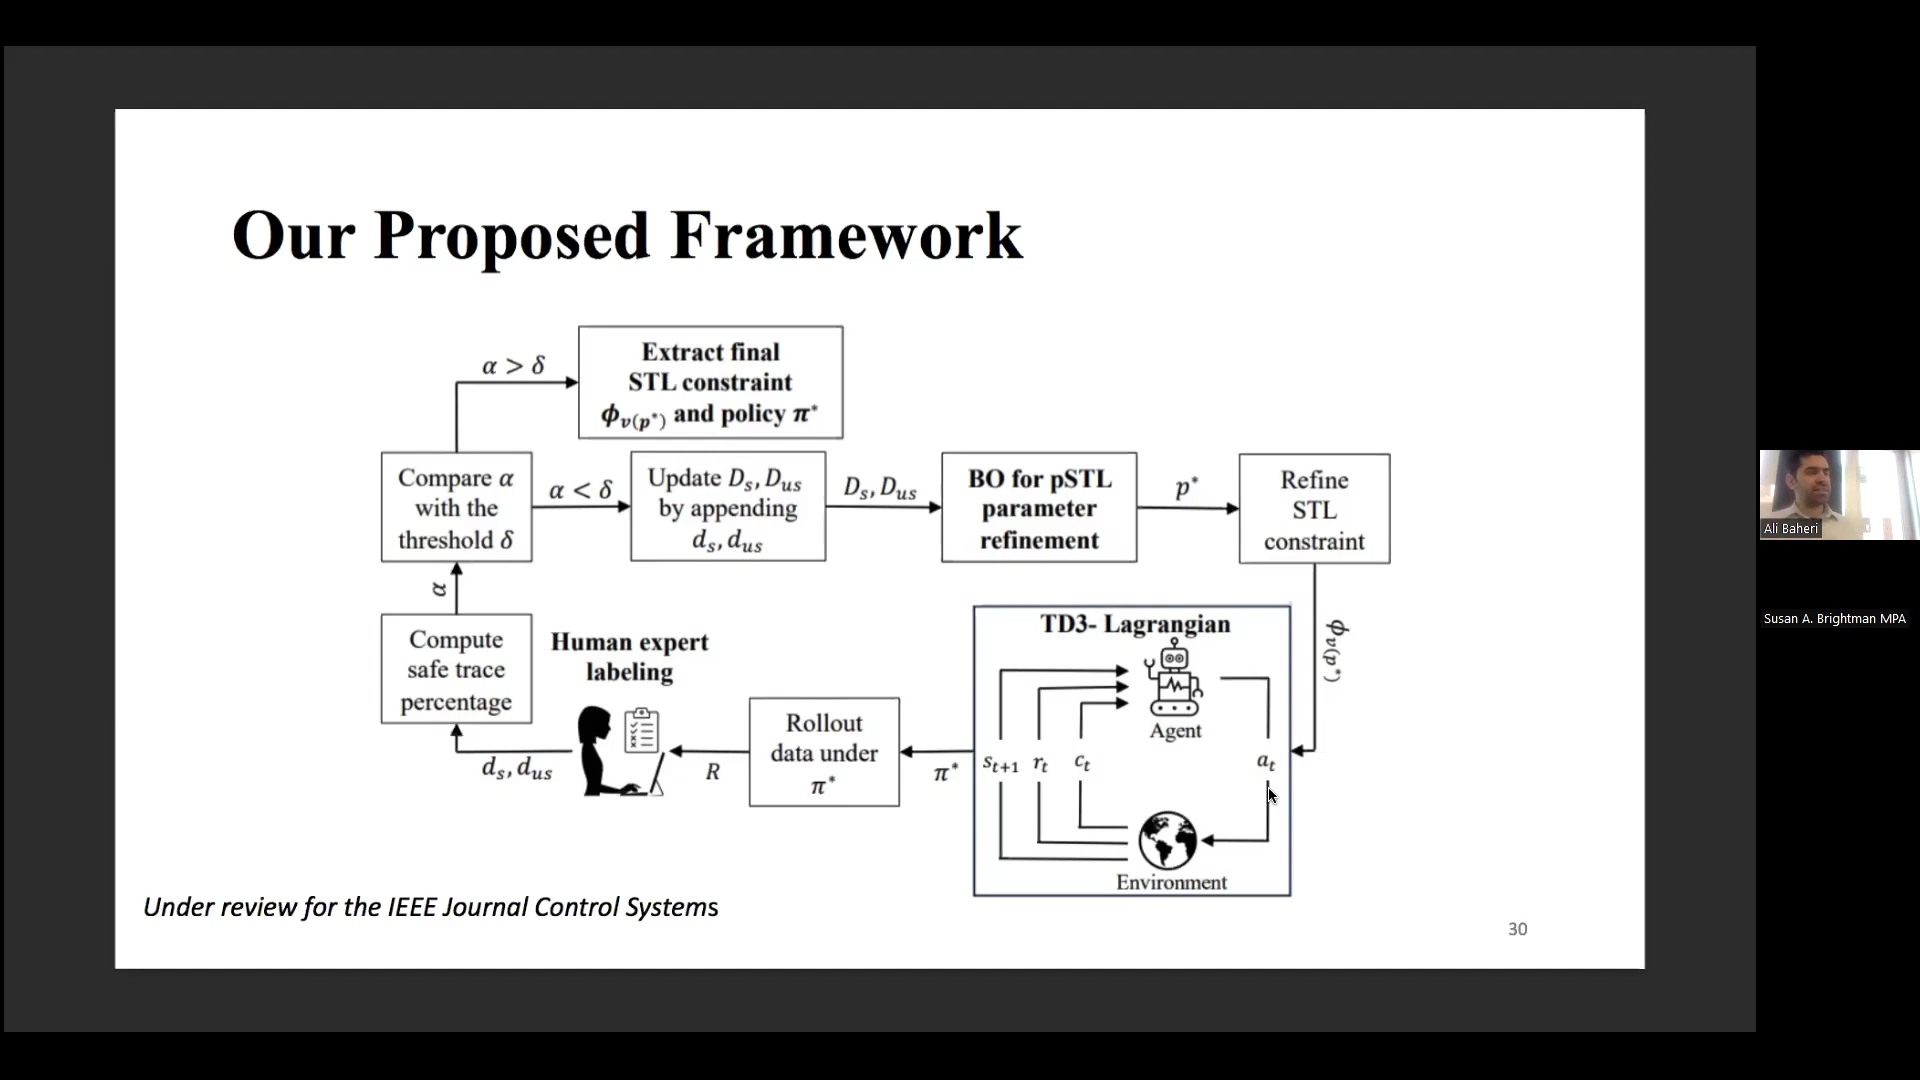 Our Proposed Framework
α > δ
Extract final
STL constraint
ϕ_v(p*) and policy π*
Compare α
with the
threshold δ
α < δ
Update D_s, D_us
by appending
d_s, d_us
D_s, D_us
BO for pSTL
parameter
refinement
p*
Refine
STL
constraint
ϕ_v(p*)
α
Compute
safe trace
percentage
Human expert
labeling
d_s, d_us
R
Rollout
data under
π*
π*
TD3- Lagrangian
Agent
s_t+1 r_t c_t a_t
Environment
Under review for the IEEE Journal Control Systems
30
Ali Baheri
Susan A. Brightman MPA